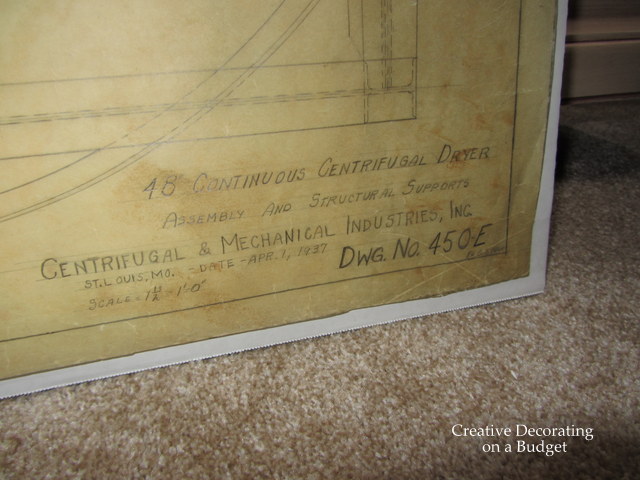 48" CONTINUOUS CENTRIFUGAL DRYER
ASSEMBLY AND STRUCTURAL SUPPORTS
CENTRIFUGAL & MECHANICAL INDUSTRIES, INC.
ST. LOUIS, MO. - DATE - APR. 1, 1937
SCALE - 1½" = 1'-0"
DWG. No. 450-E
Creative Decorating
on a Budget